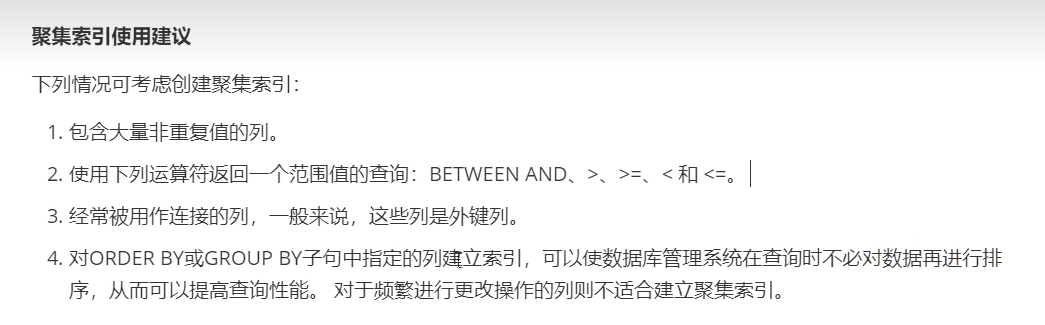 聚集索引使用建议
下列情况可考虑创建聚集索引：
1. 包含大量非重复值的列。
2. 使用下列运算符返回一个范围值的查询：BETWEEN AND、>、>=、< 和 <=。
3. 经常被用作连接的列，一般来说，这些列是外键列。
4. 对ORDER BY或GROUP BY子句中指定的列建立索引，可以使数据库管理系统在查询时不必对数据再进行排
序，从而可以提高查询性能。 对于频繁进行更改操作的列则不适合建立聚集索引。